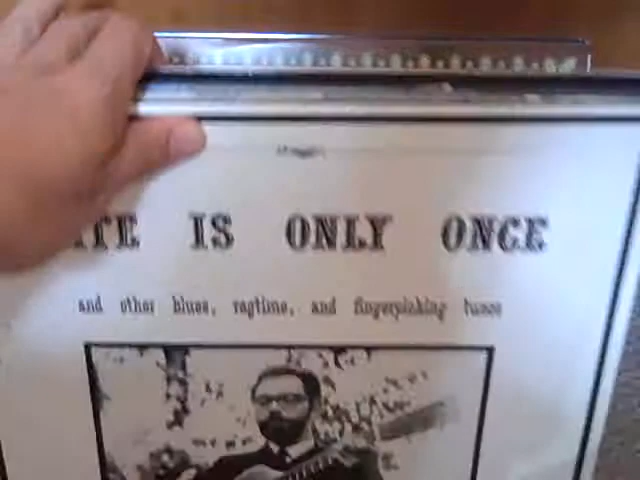 IS ONLY ONCE
and other blues, ragtime, and fingerpicking tunes